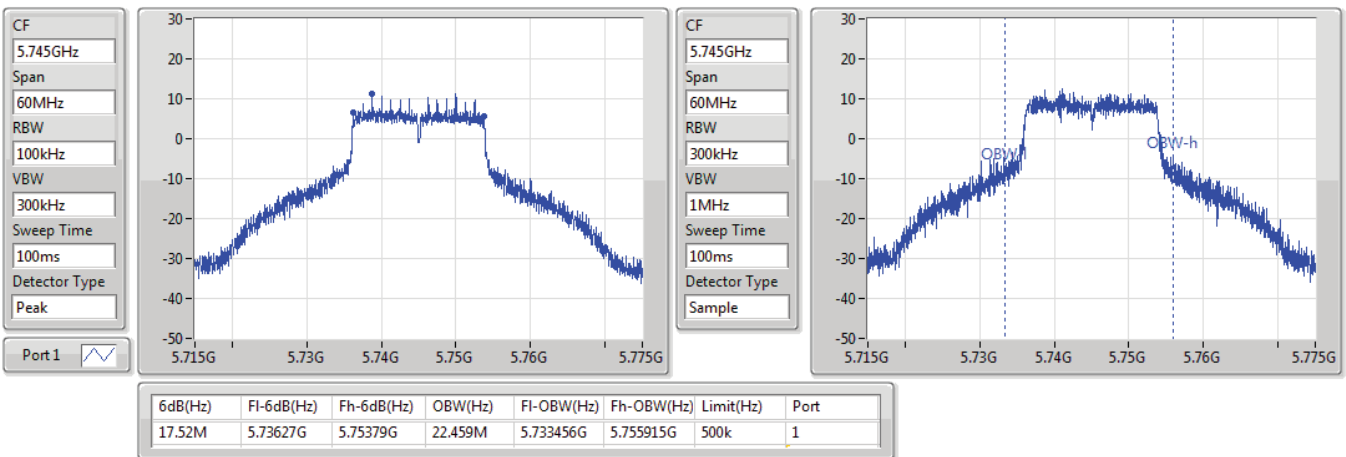 CF
5.745GHz
Span
60MHz
RBW
100kHz
VBW
300kHz
Sweep Time
100ms
Detector Type
Peak
Port 1
30
20
10
0
-10
-20
-30
-40
-50
5.715G 5.73G 5.74G 5.75G 5.76G 5.775G
CF
5.745GHz
Span
60MHz
RBW
300kHz
VBW
1MHz
Sweep Time
100ms
Detector Type
Sample
30
20
10
0
-10
-20
-30
-40
-50
OBW-h
5.715G 5.73G 5.74G 5.75G 5.76G 5.775G
6dB(Hz) Fl-6dB(Hz) Fh-6dB(Hz) OBW(Hz) Fl-OBW(Hz) Fh-OBW(Hz) Limit(Hz) Port
17.52M 5.73627G 5.75379G 22.459M 5.733456G 5.755915G 500k 1